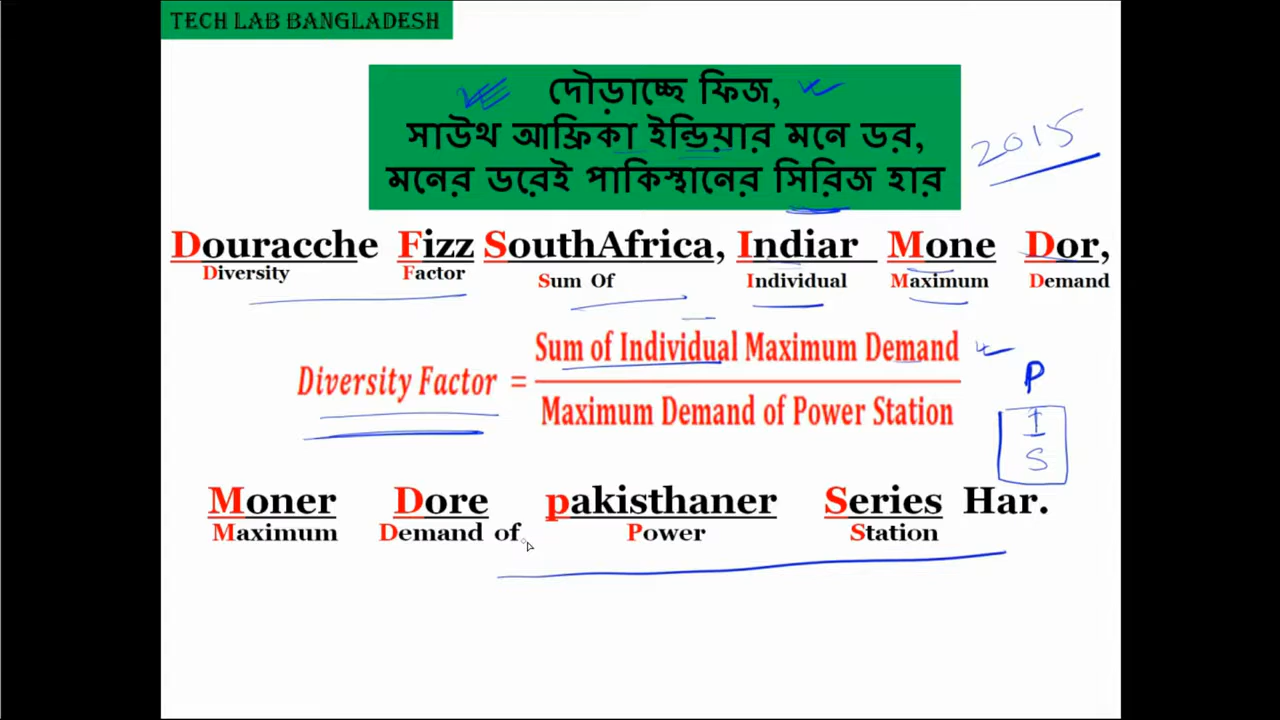 TECH LAB BANGLADESH
দৌড়াচ্ছে ফিজ,
সাউথ আফ্রিকা ইন্ডিয়ার মনে ডর,
মনের ডরেই পাকিস্থানের সিরিজ হার
2015
Douracche Fizz SouthAfrica, Indiar Mone Dor,
Diversity Factor Sum Of Individual Maximum Demand
Diversity Factor = Sum of Individual Maximum Demand
Maximum Demand of Power Station
P
I
S
Moner Dore pakisthaner Series Har.
Maximum Demand of Power Station